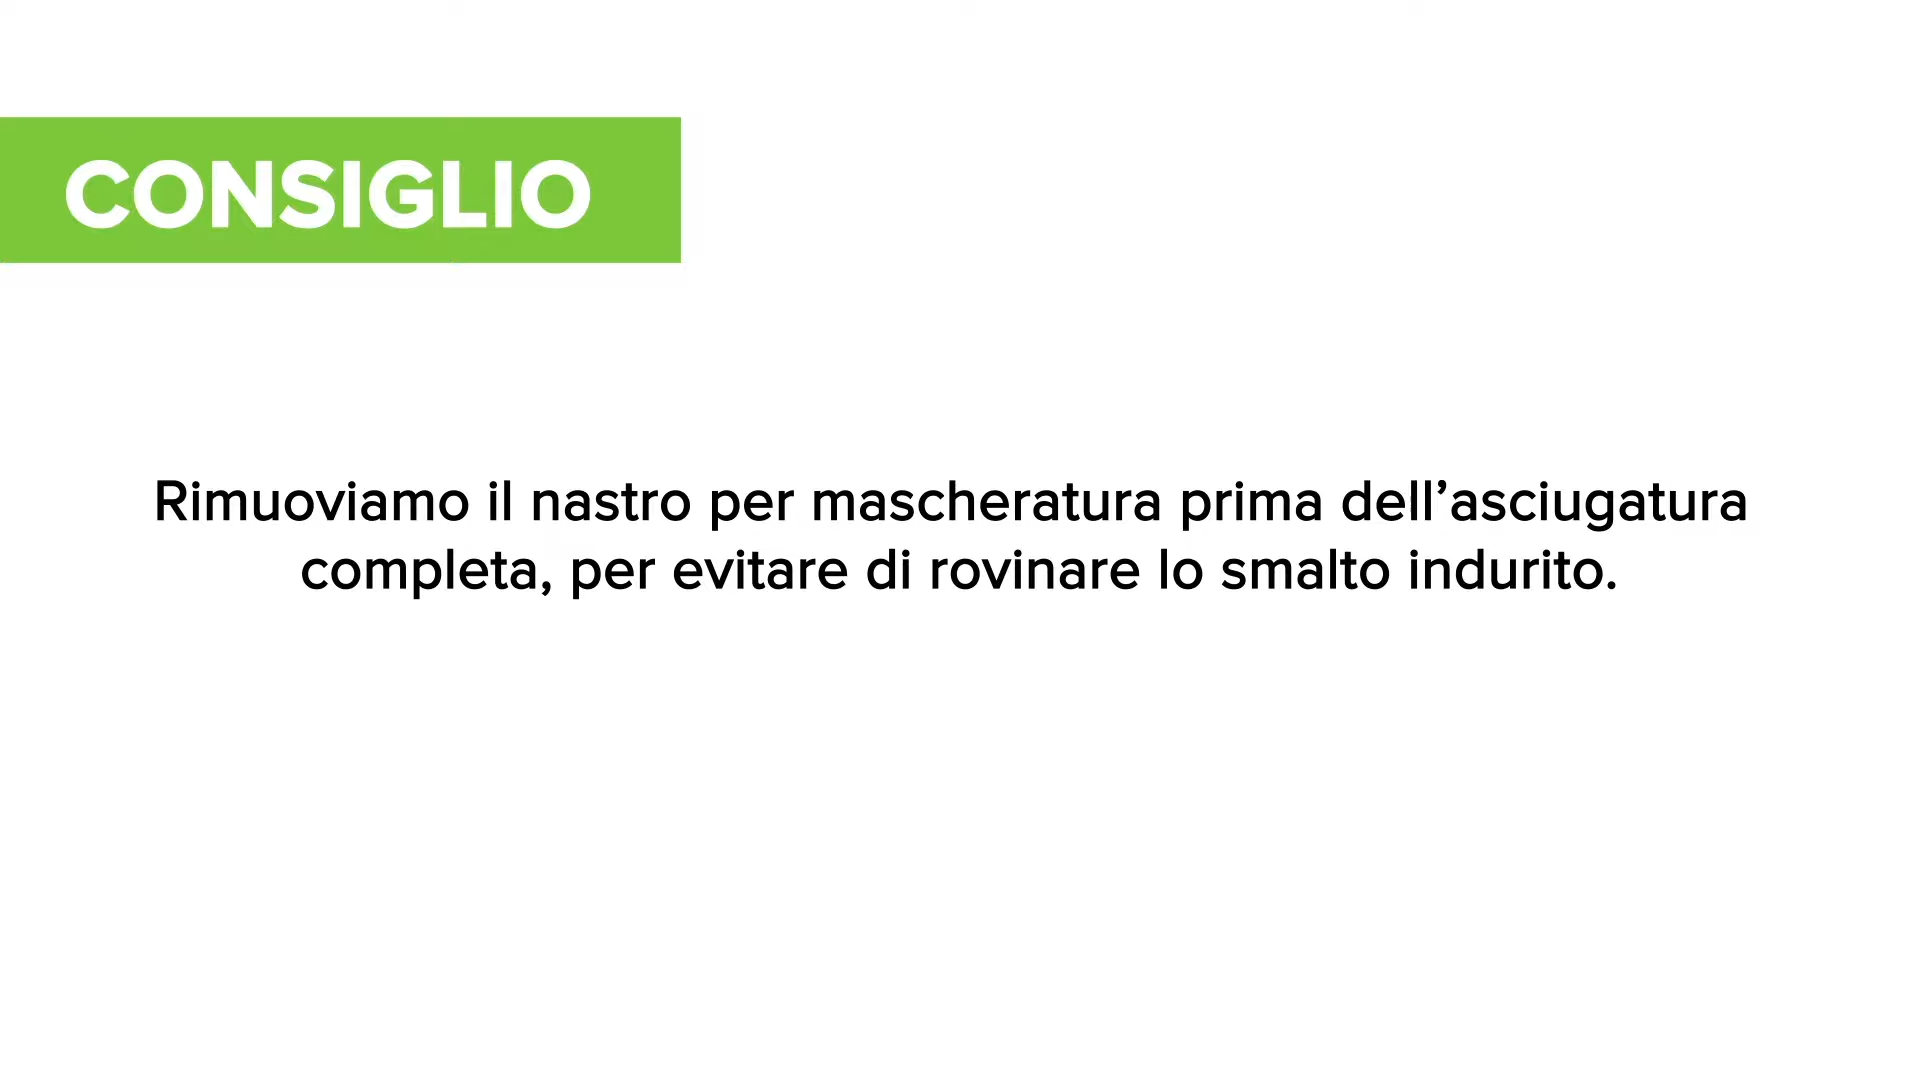 CONSIGLIO
Rimuoviamo il nastro per mascheratura prima dell’asciugatura
completa, per evitare di rovinare lo smalto indurito.